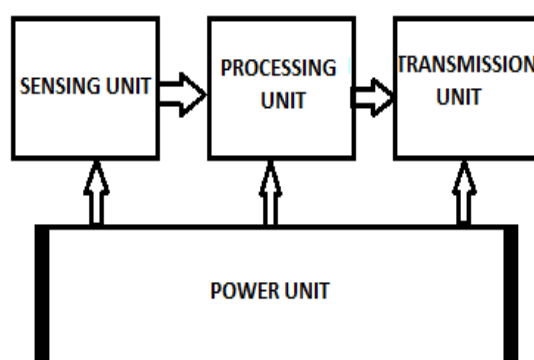 SENSING UNIT
PROCESSING
UNIT
TRANSMISSION
UNIT
POWER UNIT